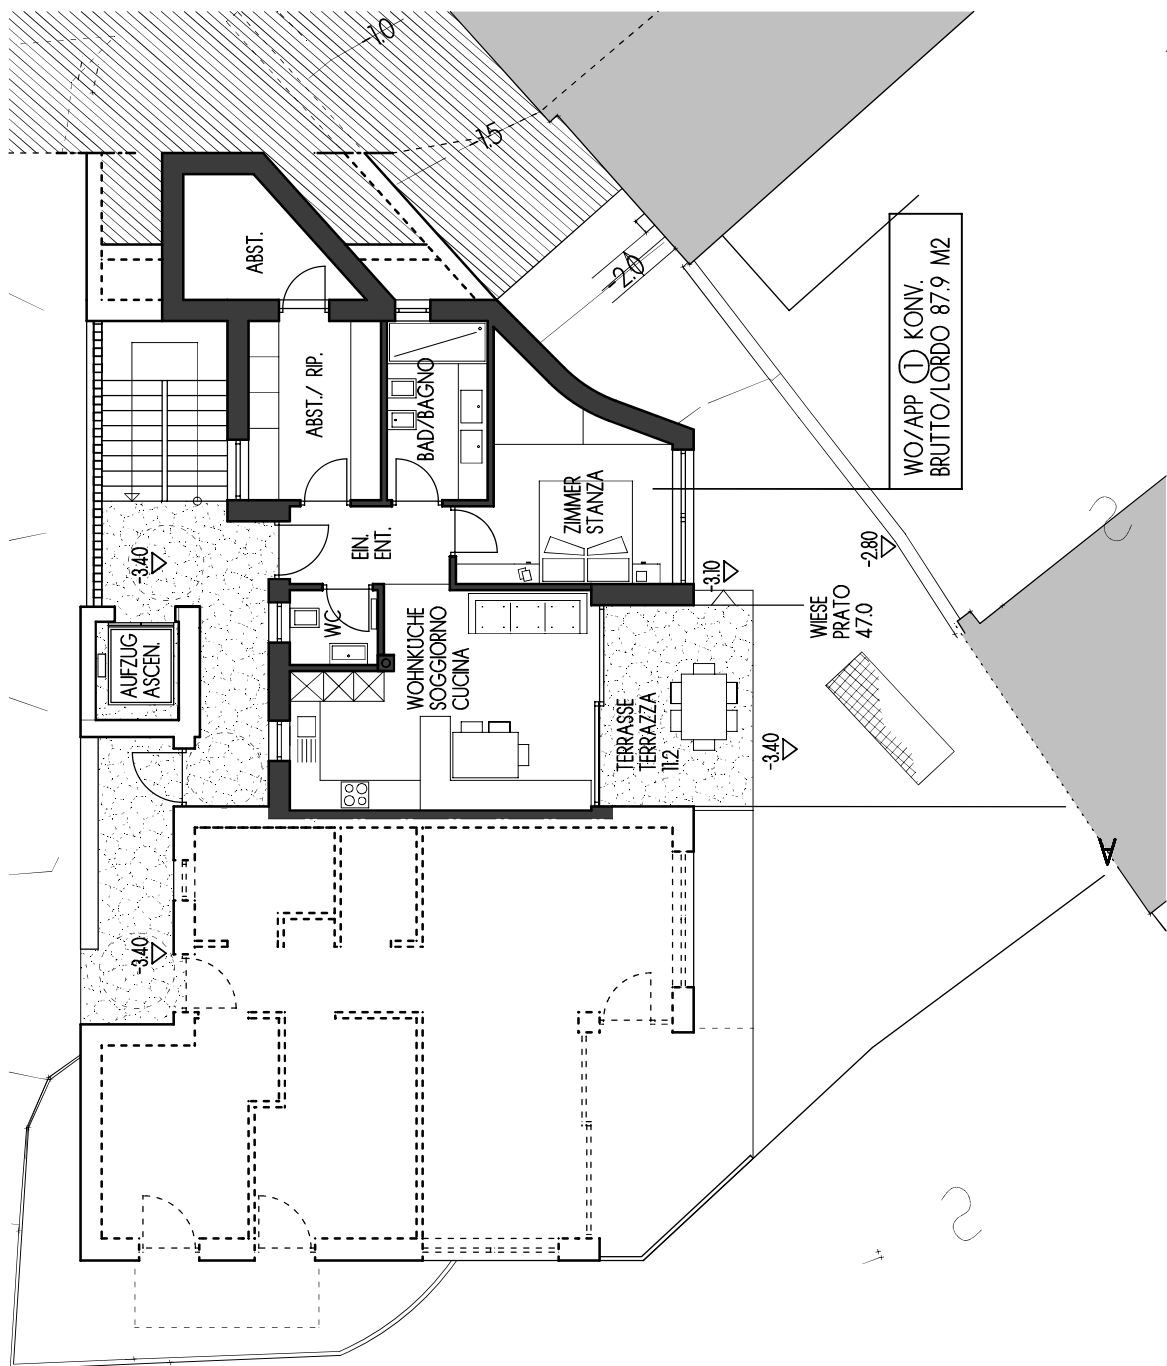 -1.0
-1.5
-2.0
ABST.
ABST./ RIP.
BAD/BAGNO
WO/APP 1 KONV.
BRUTTO/LORDO 87.9 M2
ZIMMER
STANZA
EIN.
ENT.
-3.40
-3.10
-2.80
WC
AUFZUG
ASCEN.
WOHNKÜCHE
SOGGIORNO
CUCINA
WIESE
PRATO
47.0
TERRASSE
TERRAZZA
11.2
-3.40
A
-3.40